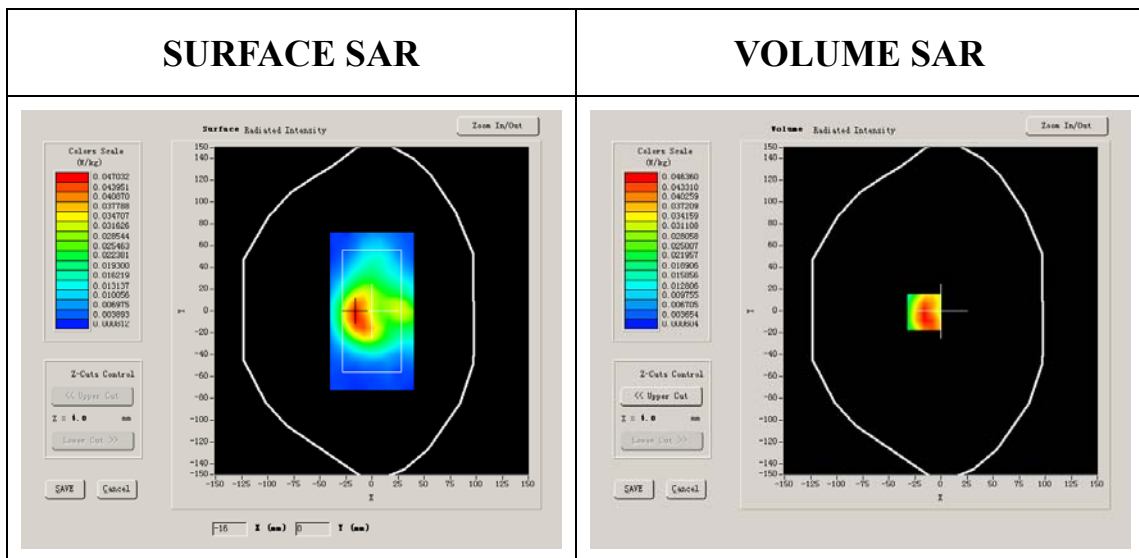 SURFACE SAR
VOLUME SAR
Surface Radiated Intensity
Zoom In/Out
Colors Scale
(W/kg)
0.047032
0.043951
0.040870
0.037788
0.034707
0.031626
0.028544
0.025463
0.022381
0.019300
0.016219
0.013137
0.010056
0.006975
0.003893
0.000812
150
140
120
100
80
60
40
20
0
-20
-40
-60
-80
-100
-120
-140
-150
Y
-150 -125 -100 -75 -50 -25 0 25 50 75 100 125 150
X
Z-Cuts Control
<< Upper Cut
Z = 4.0 mm
Lower Cut >>
SAVE Cancel
-16 X (mm) 0 Y (mm)
Volume Radiated Intensity
Zoom In/Out
Colors Scale
(W/kg)
0.046360
0.043310
0.040259
0.037209
0.034159
0.031108
0.028058
0.025007
0.021957
0.018906
0.015856
0.012806
0.009755
0.006705
0.003654
0.000604
150
140
120
100
80
60
40
20
0
-20
-40
-60
-80
-100
-120
-140
-150
Y
-150 -125 -100 -75 -50 -25 0 25 50 75 100 125 150
X
Z-Cuts Control
<< Upper Cut
Z = 4.0 mm
Lower Cut >>
SAVE Cancel